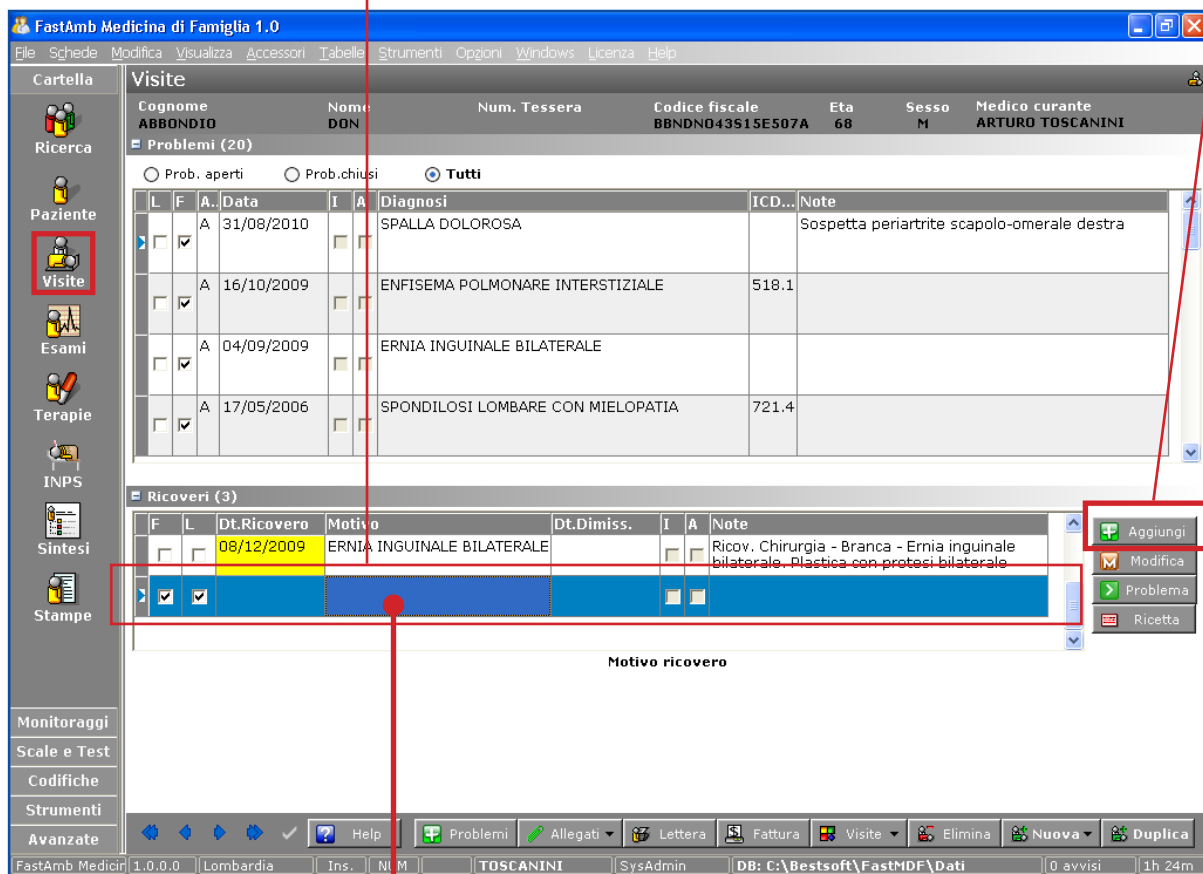 FastAmb Medicina di Famiglia 1.0
File Schede Modifica Visualizza Accessori Tabelle Strumenti Opzioni Windows Licenza Help
Cartella
Visite
Cognome Nome Num. Tessera Codice fiscale Eta Sesso Medico curante
ABBONDIO DON BBNDNO43S15E507A 68 M ARTURO TOSCANINI
Ricerca
Problemi (20)
Prob. aperti Prob.chiusi Tutti
L F A.. Data I A Diagnosi ICD... Note
A 31/08/2010 SPALLA DOLOROSA Sospetta periartrite scapolo-omerale destra
Paziente
Visite
A 16/10/2009 ENFISEMA POLMONARE INTERSTIZIALE 518.1
Esami
A 04/09/2009 ERNIA INGUINALE BILATERALE
Terapie
A 17/05/2006 SPONDILOSI LOMBARE CON MIELOPATIA 721.4
INPS
Ricoveri (3)
F L Dt.Ricovero Motivo Dt.Dimiss. I A Note
08/12/2009 ERNIA INGUINALE BILATERALE Ricov. Chirurgia - Branca - Ernia inguinale
bilaterale. Plastica con protesi bilaterale
Aggiungi
Modifica
Problema
Ricetta
Sintesi
Stampe
Motivo ricovero
Monitoraggi
Scale e Test
Codifiche
Strumenti
Avanzate
Help Problemi Allegati Lettera Fattura Visite Elimina Nuova Duplica
FastAmb Medicir 1.0.0.0 Lombardia Ins. NUM TOSCANINI SysAdmin DB: C:\Bestsoft\FastMDF\Dati 0 avvisi 1h 24m